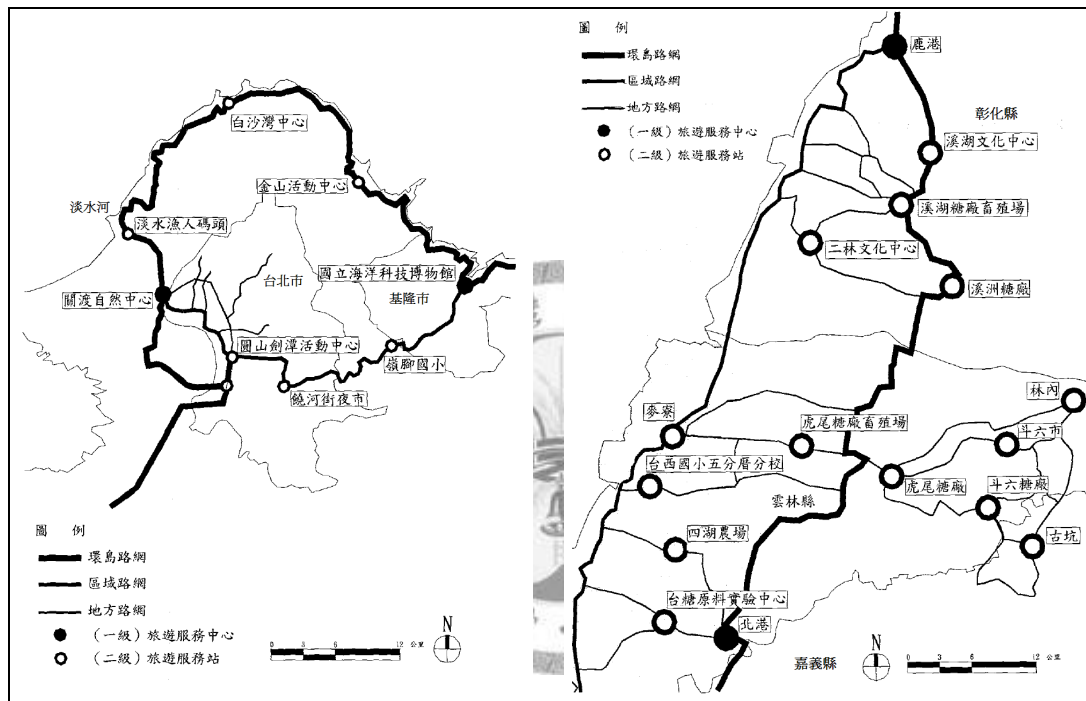 白沙灣中心
金山活動中心
淡水河
淡水漁人碼頭
國立海洋科技博物館
台北市
基隆市
關渡自然中心
圓山劍潭活動中心
嶺腳國小
饒河街夜市
圖 例
環島路網
區域路網
地方路網
(一級)旅遊服務中心
(二級)旅遊服務站
N
0 3 6 12 公里
圖 例
環島路網
區域路網
地方路網
(一級)旅遊服務中心
(二級)旅遊服務站
鹿港
彰化縣
溪湖文化中心
溪湖糖廠畜殖場
二林文化中心
溪洲糖廠
林內
麥寮
虎尾糖廠畜殖場
斗六市
台西國小五分厝分校
虎尾糖廠
斗六糖廠
雲林縣
四湖農場
古坑
台糖原料實驗中心
北港
嘉義縣
N
0 3 6 12 公里